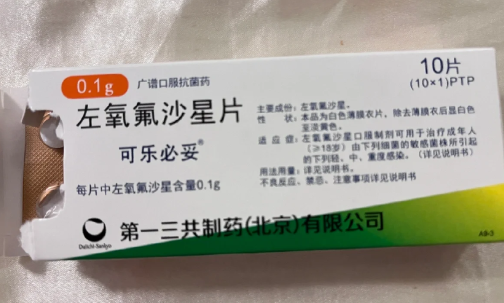 0.1g 广谱口服抗菌药
10片
(10×1)PTP
左氧氟沙星片
可乐必妥®
每片中左氧氟沙星含量0.1g
主要成份：左氧氟沙星。
性 状：本品为白色薄膜衣片，除去薄膜衣后显白色
至淡黄色。
适 应 症：左氧氟沙星口服制剂可用于治疗成年人
(≥18岁) 由下列细菌的敏感菌株所引起
的下列轻、中、重度感染。（详见说明书）
用法用量：详见说明书。
不良反应、禁忌、注意事项详见说明书
Daiichi-Sankyo
第一三共制药(北京)有限公司
AB-3